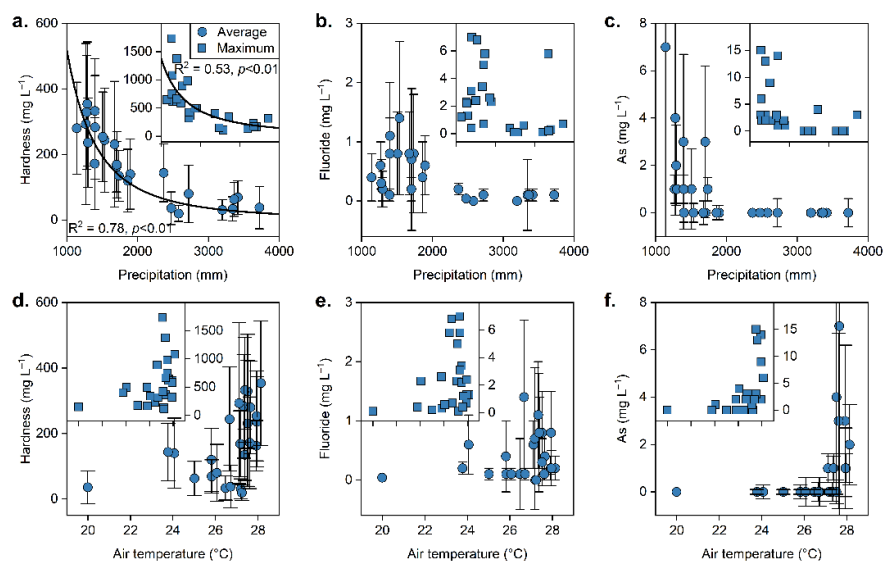 a.
Average
Maximum
R² = 0.53, p<0.01
1500
1000
500
0
Hardness (mg L⁻¹)
600
400
200
0
R² = 0.78, p<0.01
1000 2000 3000 4000
Precipitation (mm)
b.
6
4
2
0
Fluoride (mg L⁻¹)
3
2
1
0
1000 2000 3000 4000
Precipitation (mm)
c.
15
10
5
0
As (mg L⁻¹)
8
6
4
2
0
1000 2000 3000 4000
Precipitation (mm)
d.
1500
1000
500
0
Hardness (mg L⁻¹)
600
400
200
0
20 22 24 26 28
Air temperature (°C)
e.
6
4
2
0
Fluoride (mg L⁻¹)
3
2
1
0
20 22 24 26 28
Air temperature (°C)
f.
15
10
5
0
As (mg L⁻¹)
8
6
4
2
0
20 22 24 26 28
Air temperature (°C)